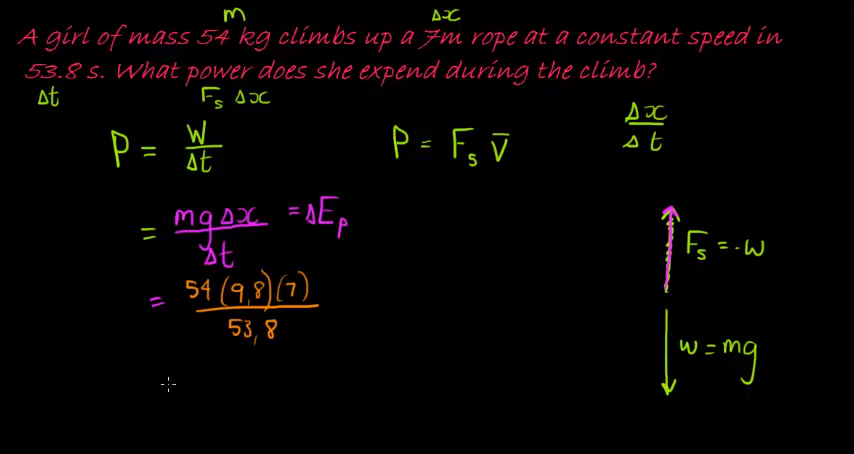 m Δx
A girl of mass 54 kg climbs up a 7m rope at a constant speed in
53.8 s. What power does she expend during the climb?
Δt Fs Δx
P = W/Δt P = Fs v̄ Δx/Δt
= mgΔx/Δt = ΔEp
Fs = -w
= 54(9,8)(7)/53,8
w = mg